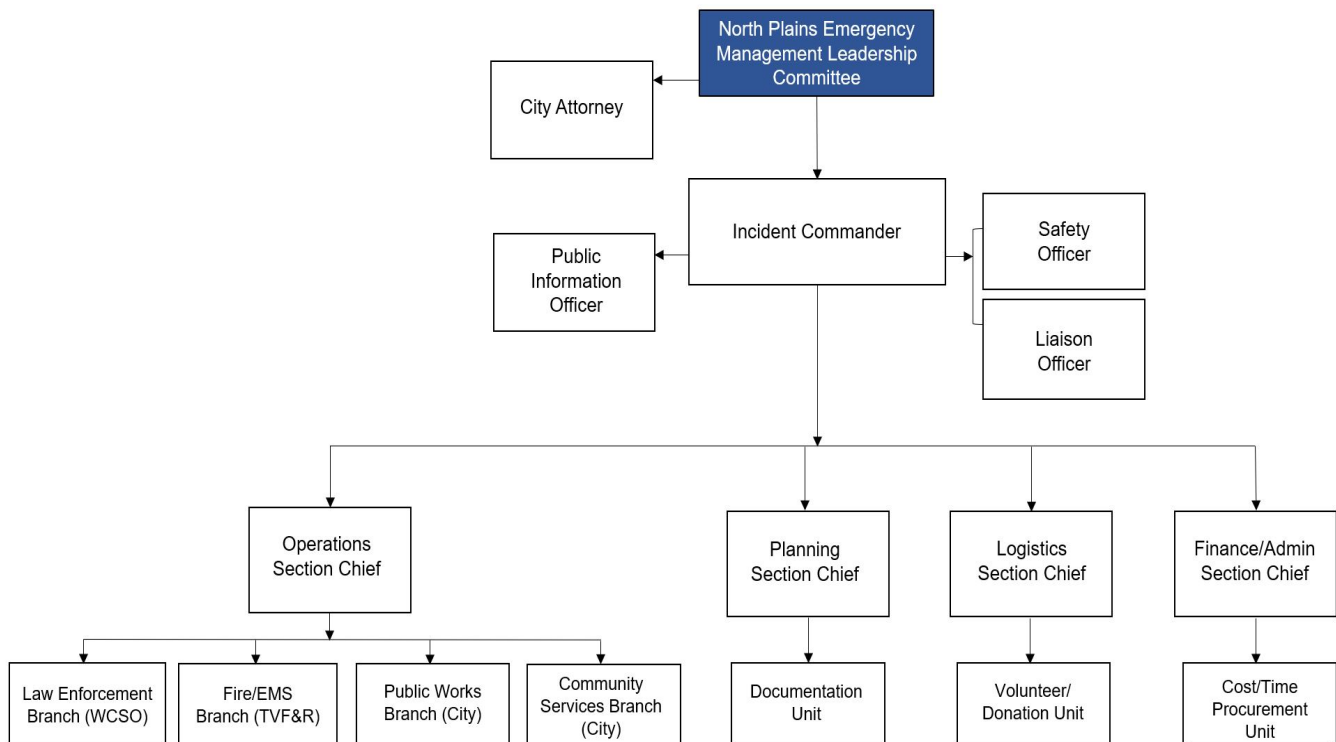 North Plains Emergency
Management Leadership
Committee
City Attorney
Incident Commander
Public
Information
Officer
Safety
Officer
Liaison
Officer
Operations
Section Chief
Planning
Section Chief
Logistics
Section Chief
Finance/Admin
Section Chief
Law Enforcement
Branch (WCSO)
Fire/EMS
Branch (TVF&R)
Public Works
Branch (City)
Community
Services Branch
(City)
Documentation
Unit
Volunteer/
Donation Unit
Cost/Time
Procurement
Unit